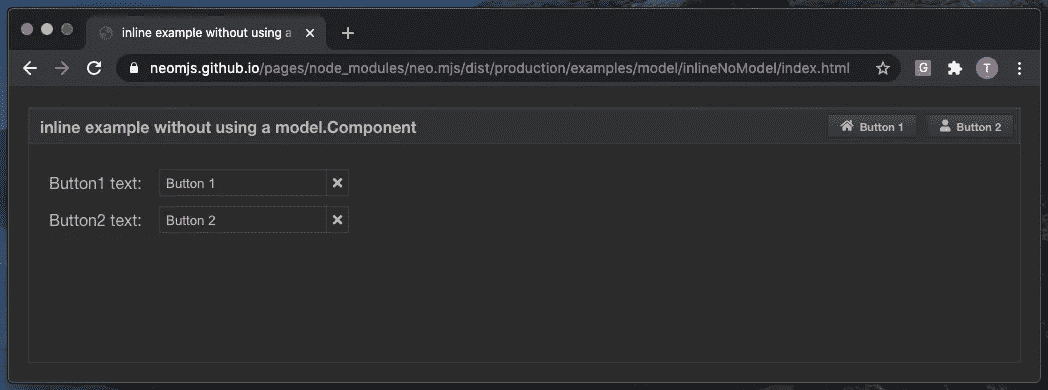 inline example without using a
neomjs.github.io/pages/node_modules/neo.mjs/dist/production/examples/model/inlineNoModel/index.html
G
T
inline example without using a model.Component
Button 1
Button 2
Button1 text:
Button 1
Button2 text:
Button 2